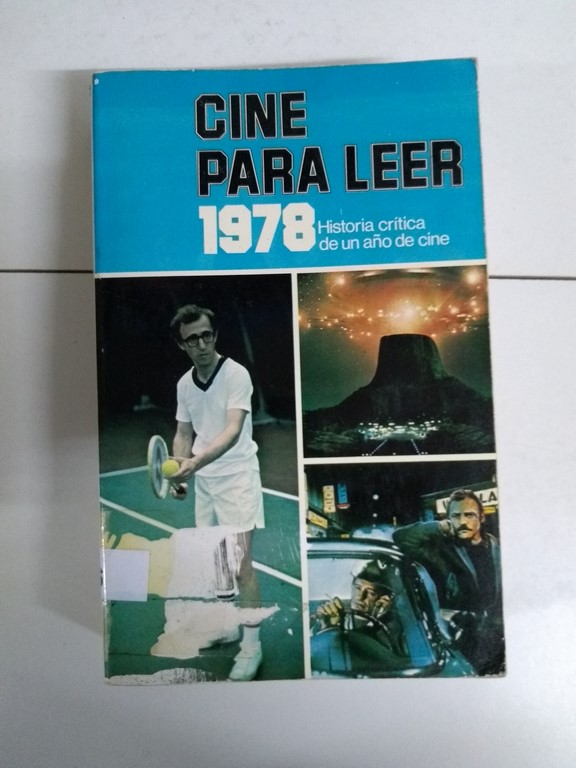 CINE
PARA LEER
1978
Historia crítica
de un año de cine